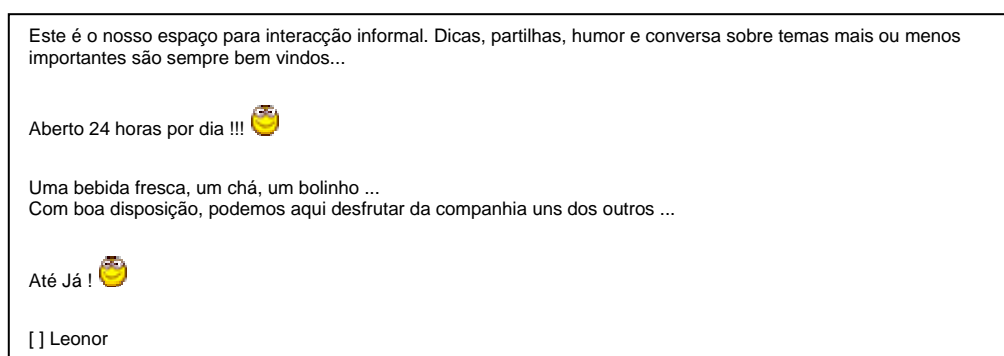 Este é o nosso espaço para interacção informal. Dicas, partilhas, humor e conversa sobre temas mais ou menos
importantes são sempre bem vindos...
Aberto 24 horas por dia !!!
Uma bebida fresca, um chá, um bolinho ...
Com boa disposição, podemos aqui desfrutar da companhia uns dos outros ...
Até Já !
[ ] Leonor